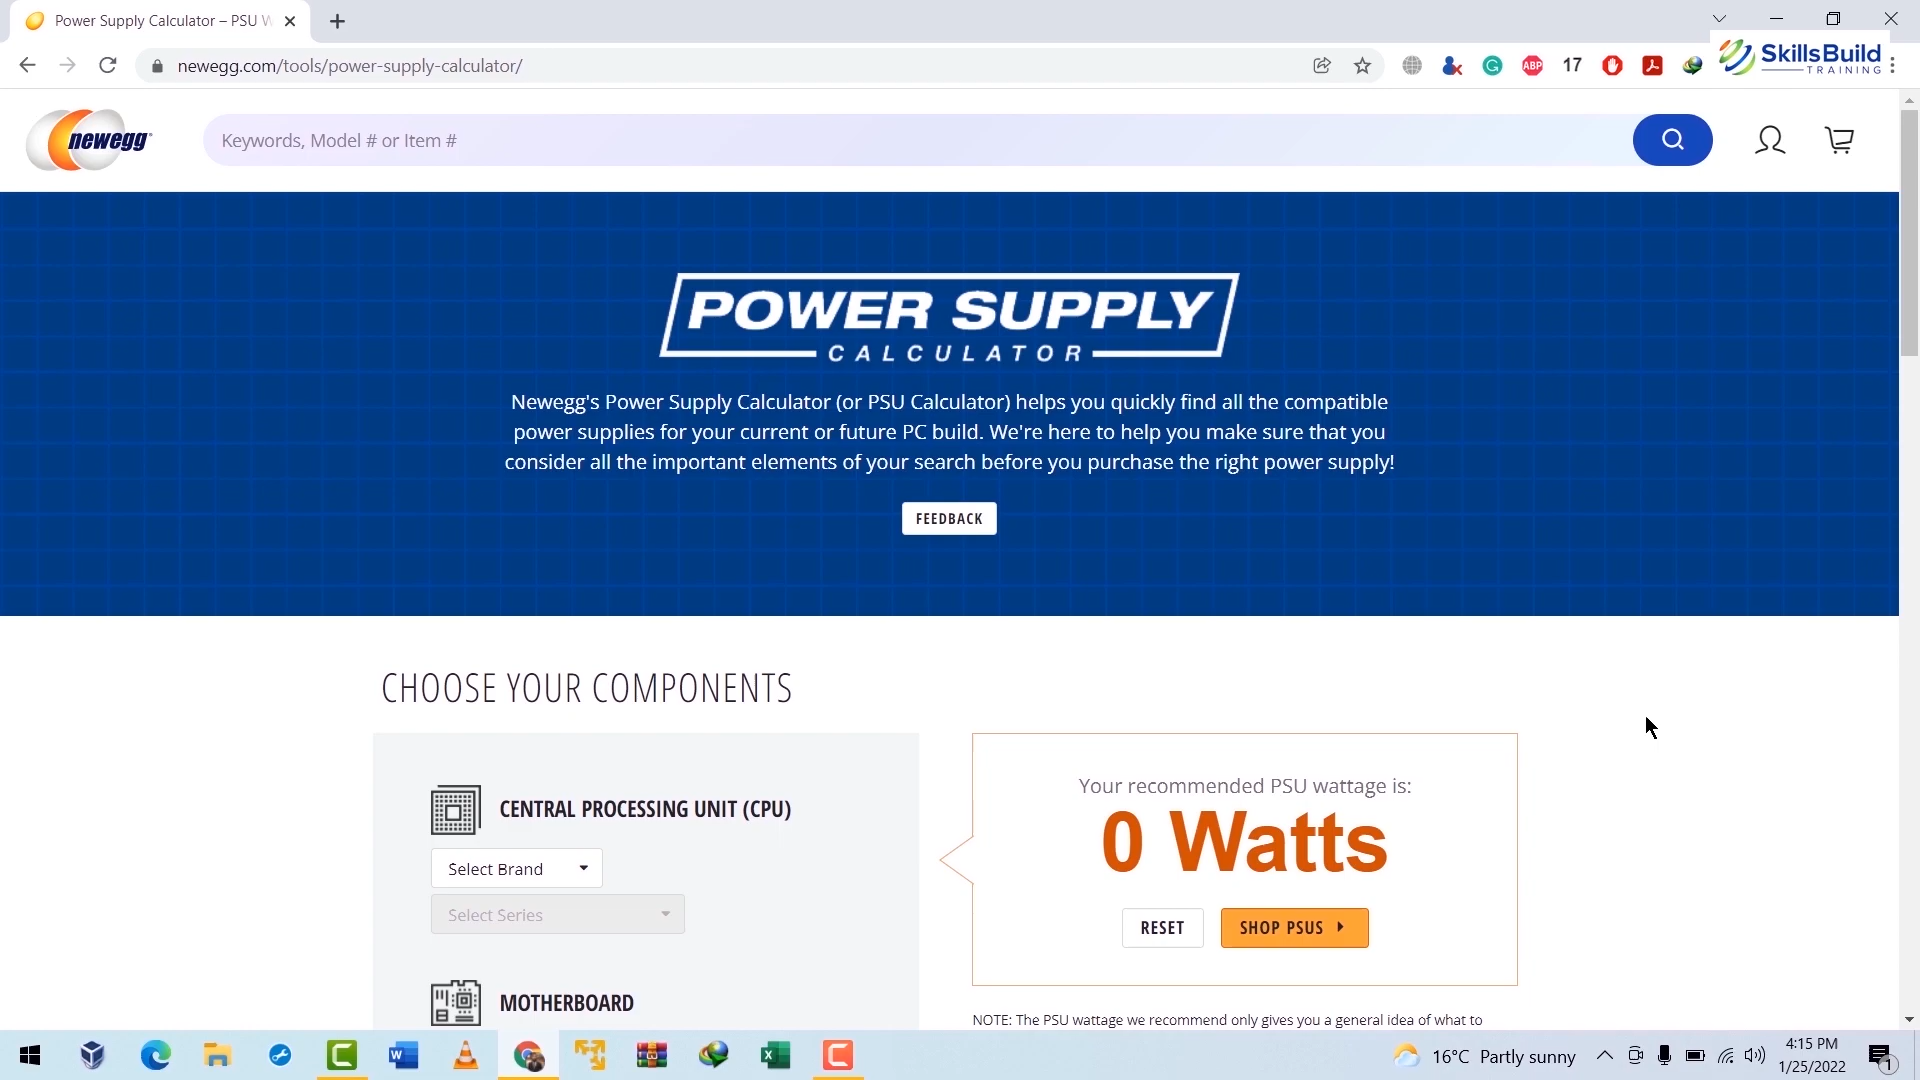 Power Supply Calculator – PSU W
newegg.com/tools/power-supply-calculator/
ABP
17
SkillsBuild
TRAINING
newegg
Keywords, Model # or Item #
POWER SUPPLY
CALCULATOR
Newegg's Power Supply Calculator (or PSU Calculator) helps you quickly find all the compatible
power supplies for your current or future PC build. We're here to help you make sure that you
consider all the important elements of your search before you purchase the right power supply!
FEEDBACK
CHOOSE YOUR COMPONENTS
CENTRAL PROCESSING UNIT (CPU)
Select Brand
Select Series
MOTHERBOARD
Your recommended PSU wattage is:
0 Watts
RESET
SHOP PSUS
NOTE: The PSU wattage we recommend only gives you a general idea of what to
16°C Partly sunny
4:15 PM
1/25/2022
1